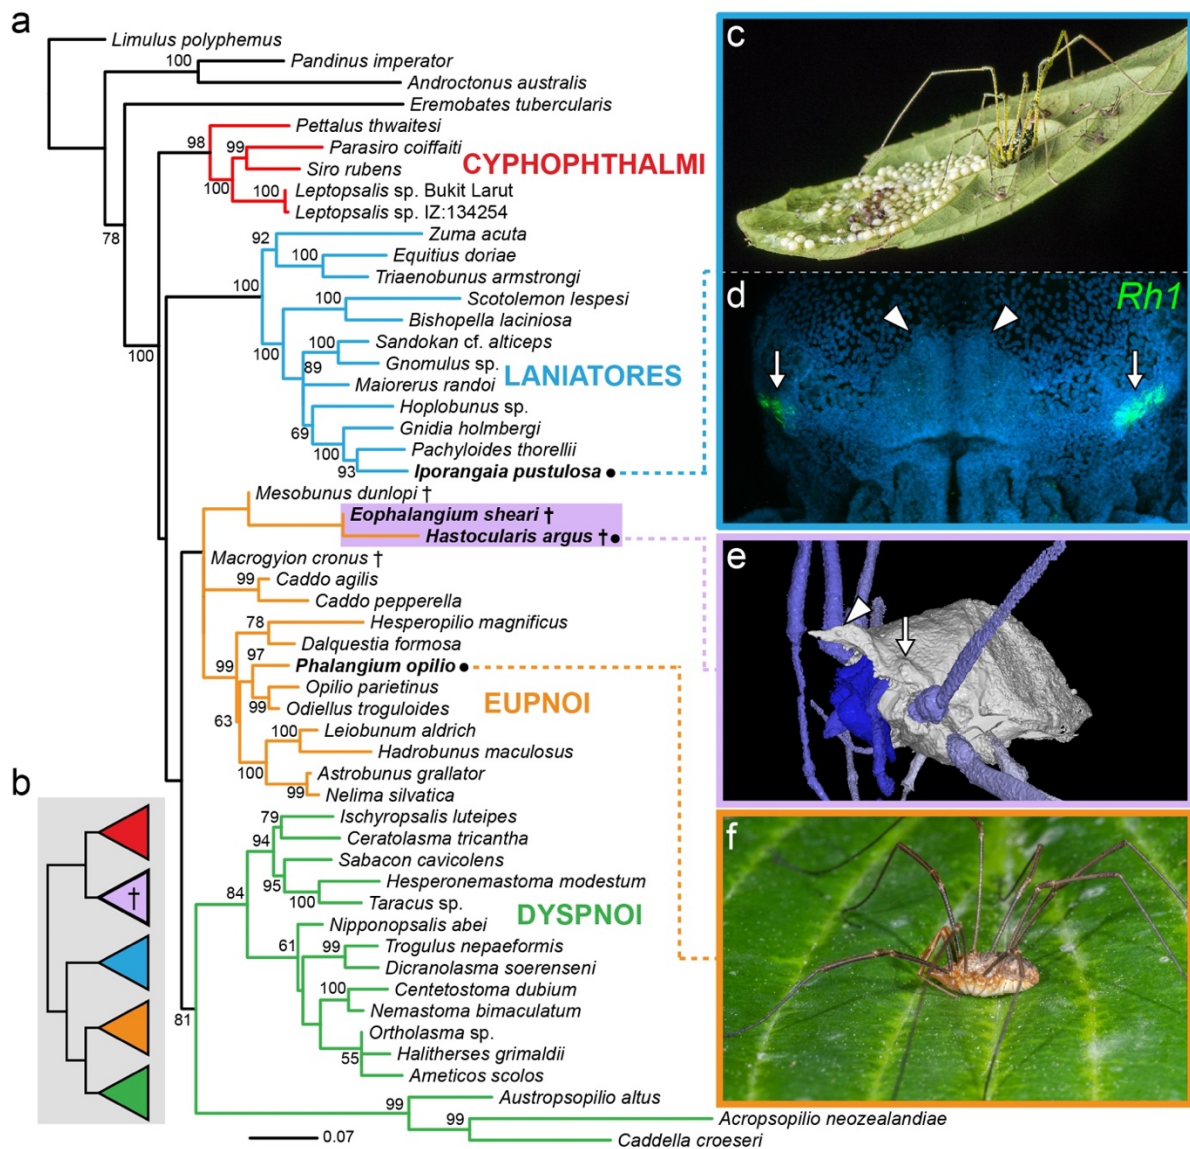 a
Limulus polyphemus
100
Pandinus imperator
Androctonus australis
Eremobates tubercularis
98
Pettalus thwaitesi
99
Parasiro coiffaiti
CYPHOPHTHALMI
Siro rubens
100
100
Leptopsalis sp. Bukit Larut
Leptopsalis sp. IZ:134254
78
92
Zuma acuta
100
Equitius doriae
Triaenobunus armstrongi
100
100
Scotolemon lespesi
Bishopella laciniosa
100
100
100
Sandokan cf. alticeps
Gnomulus sp.
89
LANIATORES
Maiorerus randoi
Hoplobunus sp.
69
Gnidia holmbergi
100
Pachyloides thorellii
93
Iporangaia pustulosa
Mesobunus dunlopi †
Eophalangium sheari †
Hastocularis argus †
Macrogyion cronus †
99
Caddo agilis
Caddo pepperella
78
Hesperopilio magnificus
Dalquestia formosa
99
97
Phalangium opilio
Opilio parietinus
EUPNOI
99
Odiellus troguloides
63
100
Leiobunum aldrich
Hadrobunus maculosus
100
Astrobunus grallator
99
Nelima silvatica
79
Ischyropsalis luteipes
94
Ceratolasma tricantha
Sabacon cavicolens
84
95
Hesperonemastoma modestum
100
Taracus sp.
DYSPNOI
Nipponopsalis abei
61
99
Trogulus nepaeformis
Dicranolasma soerenseni
100
Centetostoma dubium
Nemastoma bimaculatum
Ortholasma sp.
55
Halitherses grimaldii
Ameticos scolos
81
99
Austropsopilio altus
99
Acropsopilio neozealandiae
Caddella croeseri
0.07
b
†
c
d
Rh1
e
f